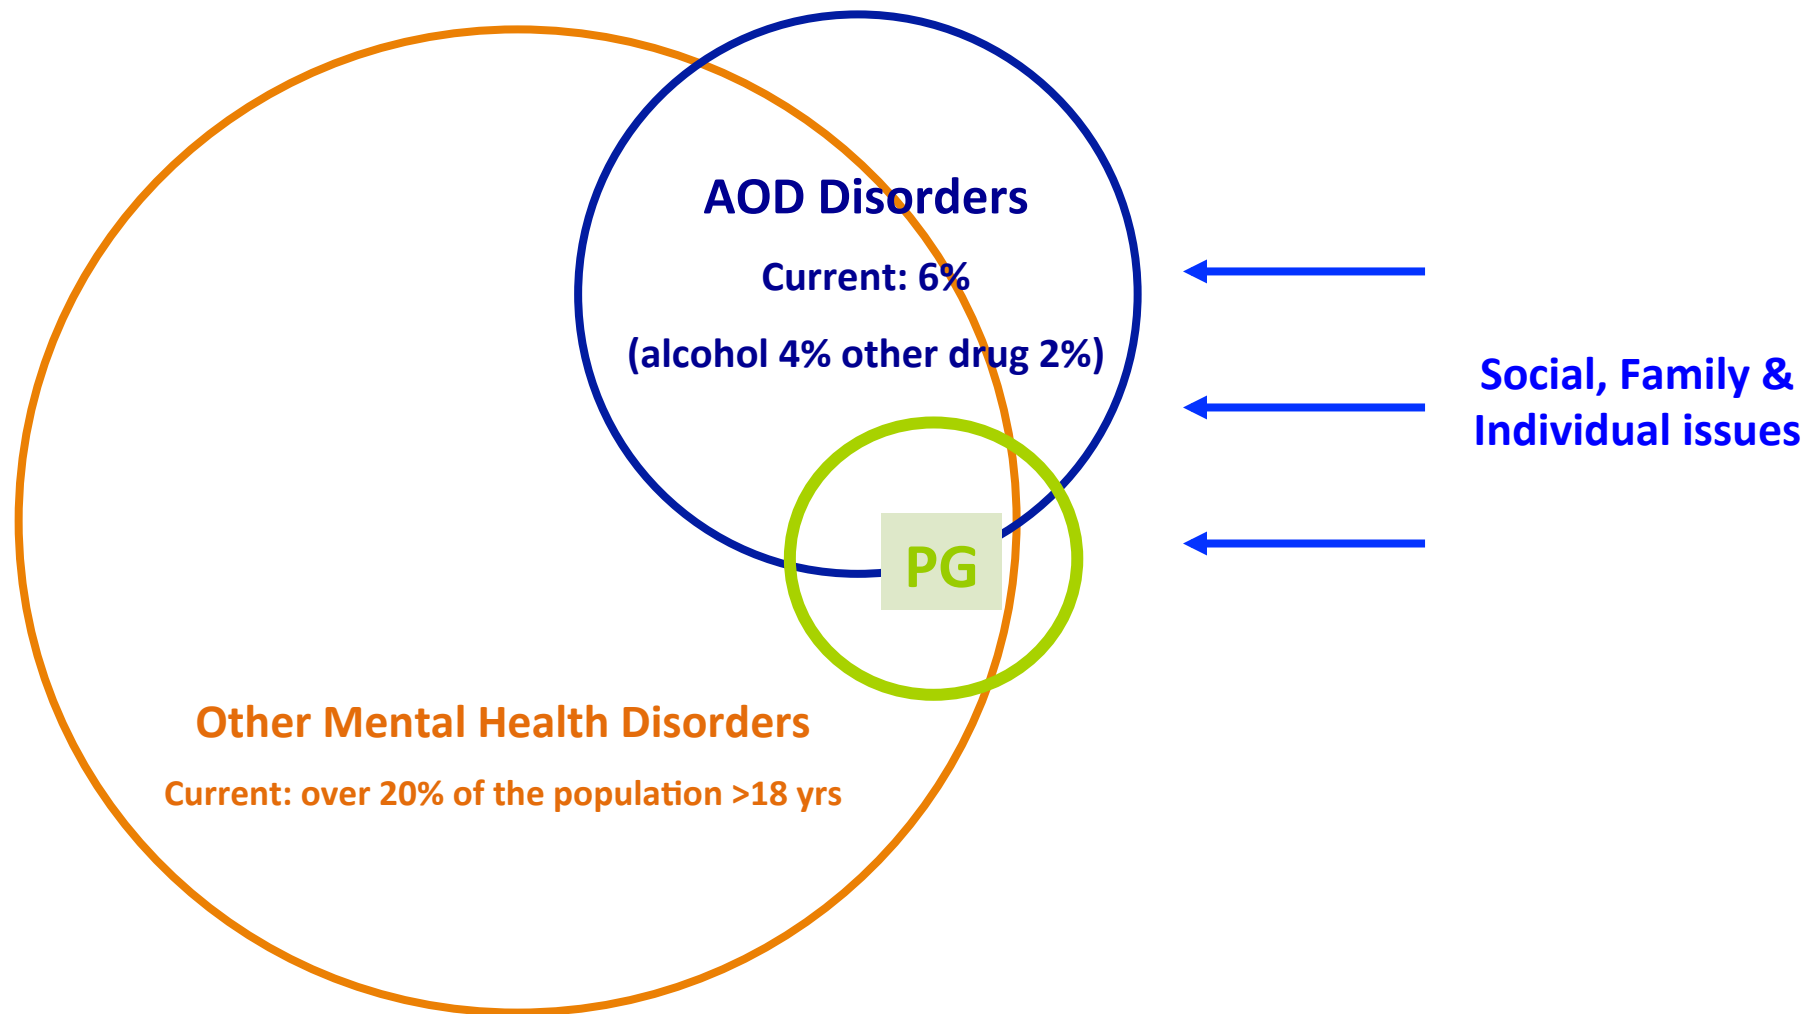 AOD Disorders
Current: 6%
(alcohol 4% other drug 2%)
Social, Family &
Individual issues
PG
Other Mental Health Disorders
Current: over 20% of the population >18 yrs